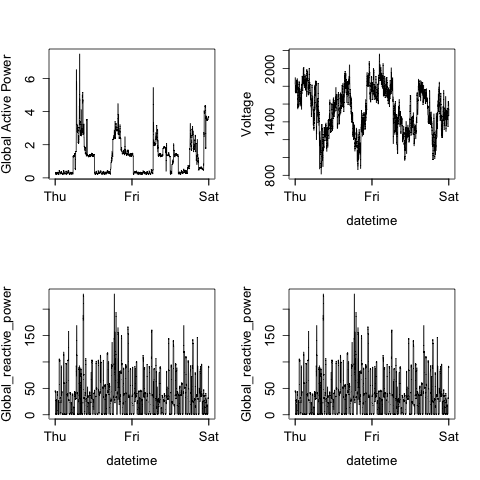 Global Active Power
6
4
2
0
Thu Fri Sat
Voltage
2000
1400
800
Thu Fri Sat
datetime
Global_reactive_power
150
50
0
Thu Fri Sat
datetime
Global_reactive_power
150
50
0
Thu Fri Sat
datetime